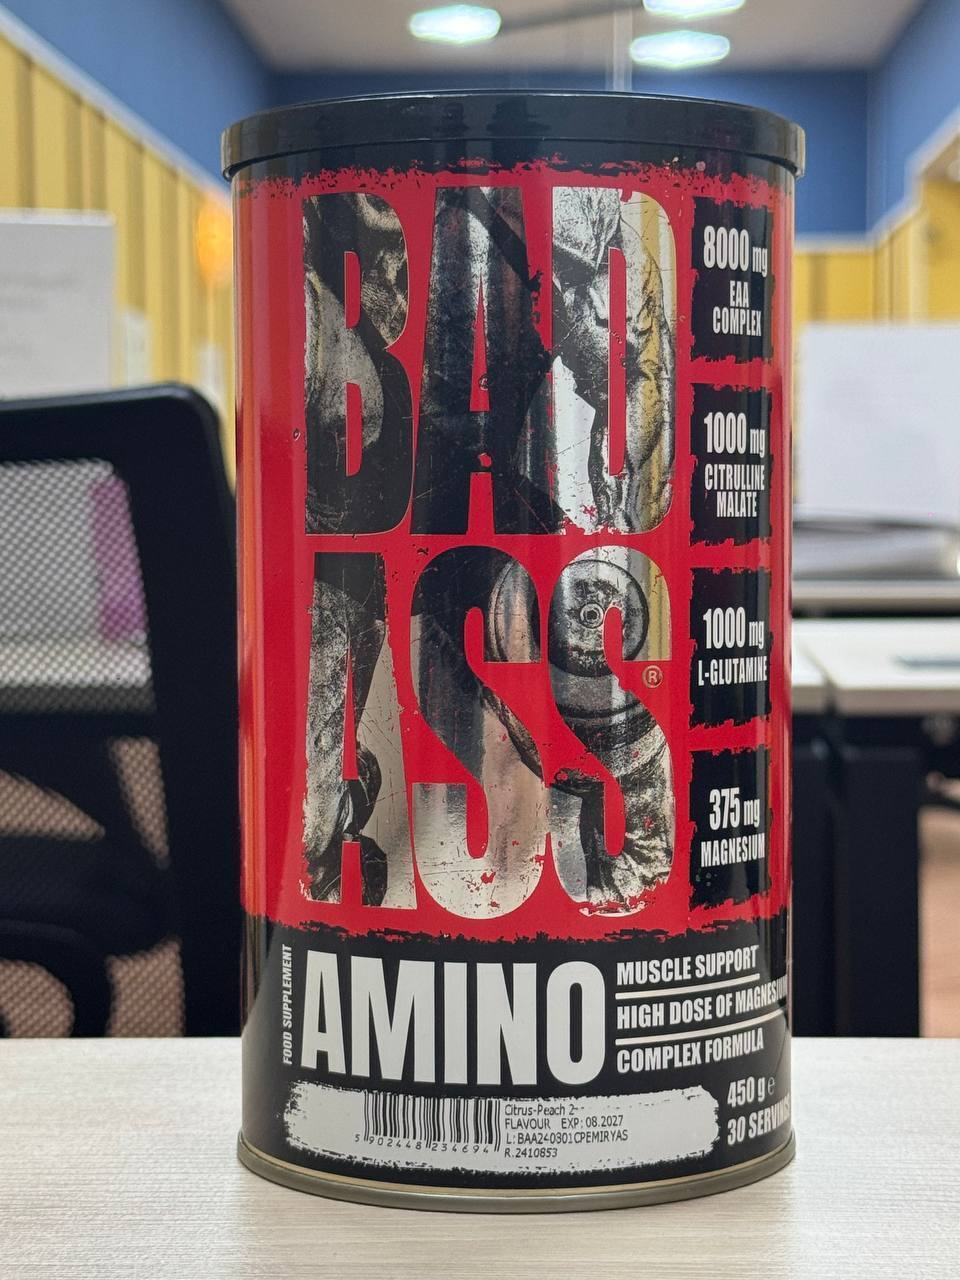 BAD
ASS
®
8000 mg
EAA
COMPLEX
1000 mg
CITRULLINE
MALATE
1000 mg
L-GLUTAMINE
375 mg
MAGNESIUM
FOOD SUPPLEMENT
AMINO
MUSCLE SUPPORT
HIGH DOSE OF MAGNESIUM
COMPLEX FORMULA
450 g e
30 SERVINGS
Citrus-Peach 2
FLAVOUR EXP: 08.2027
L: BAA240801CPEMIRYAS
R.2410853
5 902448 234694